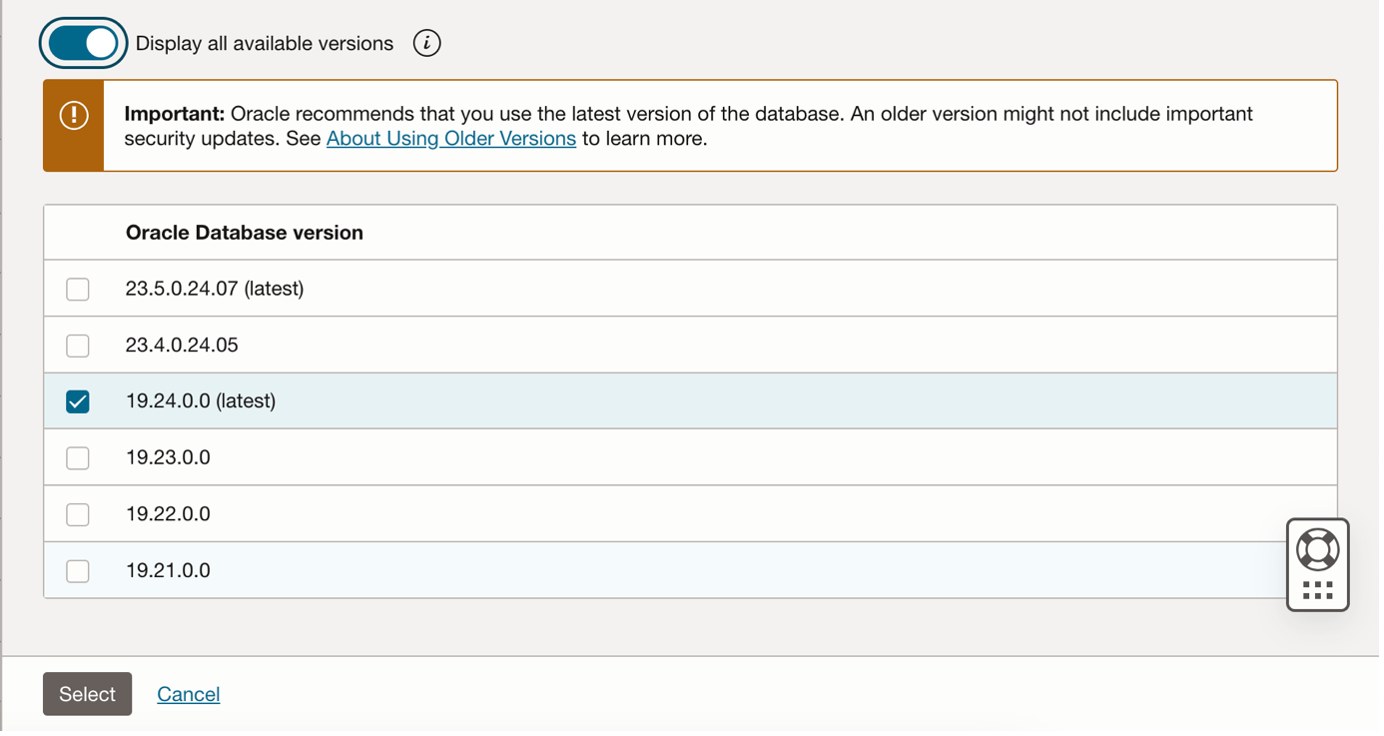 Display all available versions
Important: Oracle recommends that you use the latest version of the database. An older version might not include important
security updates. See About Using Older Versions to learn more.
Oracle Database version
23.5.0.24.07 (latest)
23.4.0.24.05
19.24.0.0 (latest)
19.23.0.0
19.22.0.0
19.21.0.0
Select Cancel